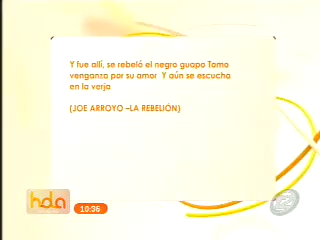 Y fue allí, se rebeló el negro guapo Tomo
venganza por su amor Y aún se escucha
en la verja
(JOE ARROYO –LA REBELIÓN)
hola
10:36
12